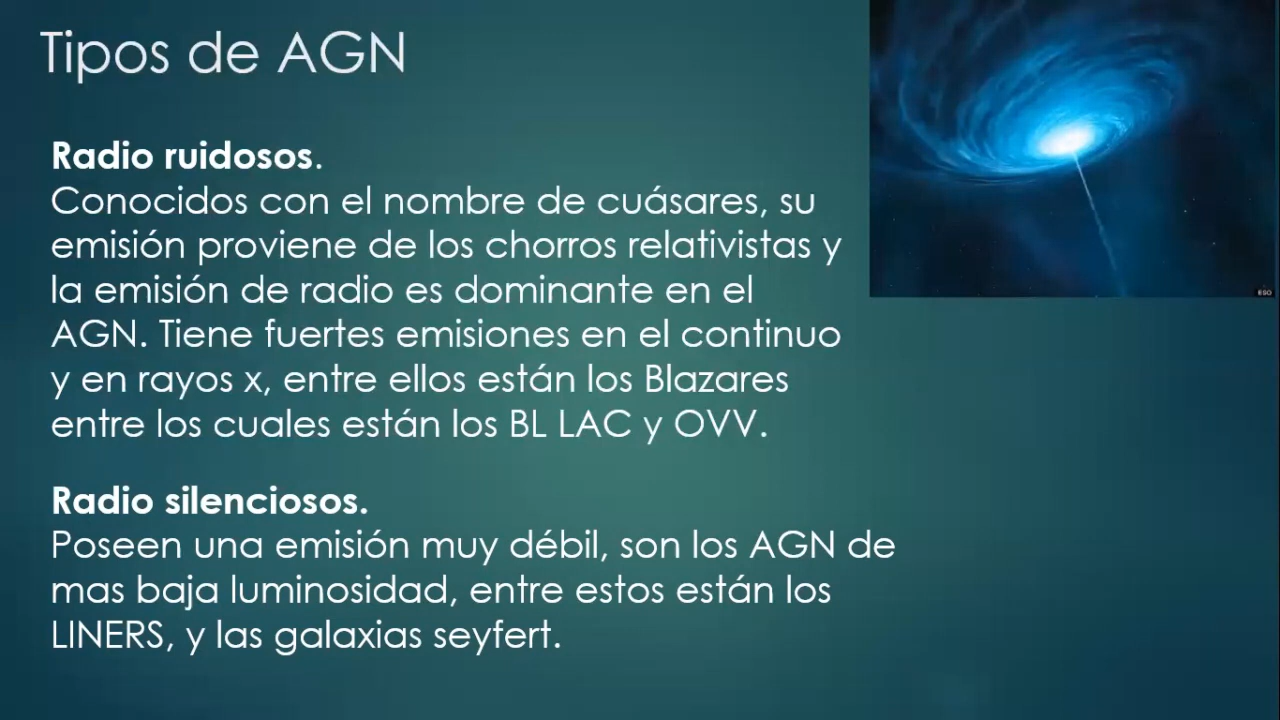 Tipos de AGN
Radio ruidosos.
Conocidos con el nombre de cuásares, su
emisión proviene de los chorros relativistas y
la emisión de radio es dominante en el
AGN. Tiene fuertes emisiones en el continuo
y en rayos x, entre ellos están los Blazares
entre los cuales están los BL LAC y OVV.
Radio silenciosos.
Poseen una emisión muy débil, son los AGN de
mas baja luminosidad, entre estos están los
LINERS, y las galaxias seyfert.
ESO